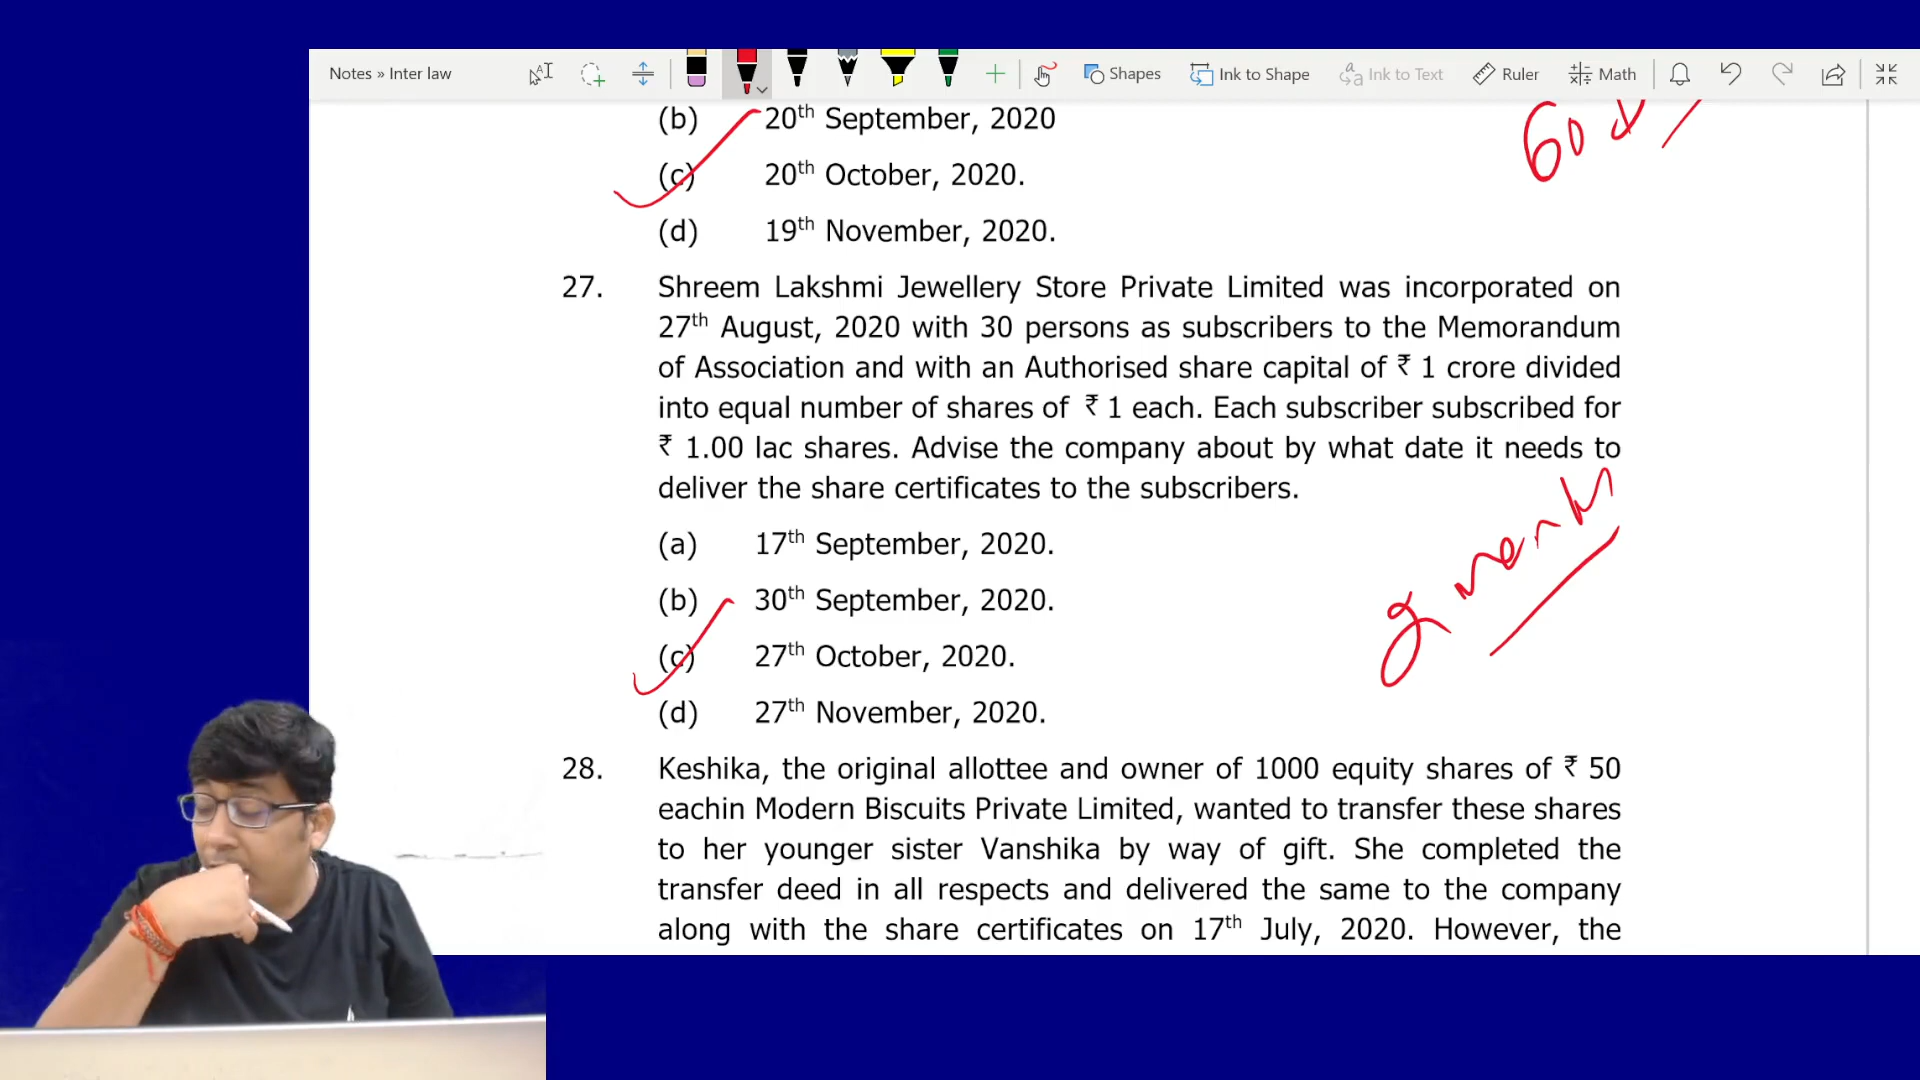 Notes » Inter law
Shapes
Ink to Shape
Ink to Text
Ruler
Math
(b) 20th September, 2020
60 d
(c) 20th October, 2020.
(d) 19th November, 2020.
27. Shreem Lakshmi Jewellery Store Private Limited was incorporated on
27th August, 2020 with 30 persons as subscribers to the Memorandum
of Association and with an Authorised share capital of ₹ 1 crore divided
into equal number of shares of ₹ 1 each. Each subscriber subscribed for
₹ 1.00 lac shares. Advise the company about by what date it needs to
deliver the share certificates to the subscribers.
(a) 17th September, 2020.
(b) 30th September, 2020.
(c) 27th October, 2020.
(d) 27th November, 2020.
28. Keshika, the original allottee and owner of 1000 equity shares of ₹ 50
eachin Modern Biscuits Private Limited, wanted to transfer these shares
to her younger sister Vanshika by way of gift. She completed the
transfer deed in all respects and delivered the same to the company
along with the share certificates on 17th July, 2020. However, the